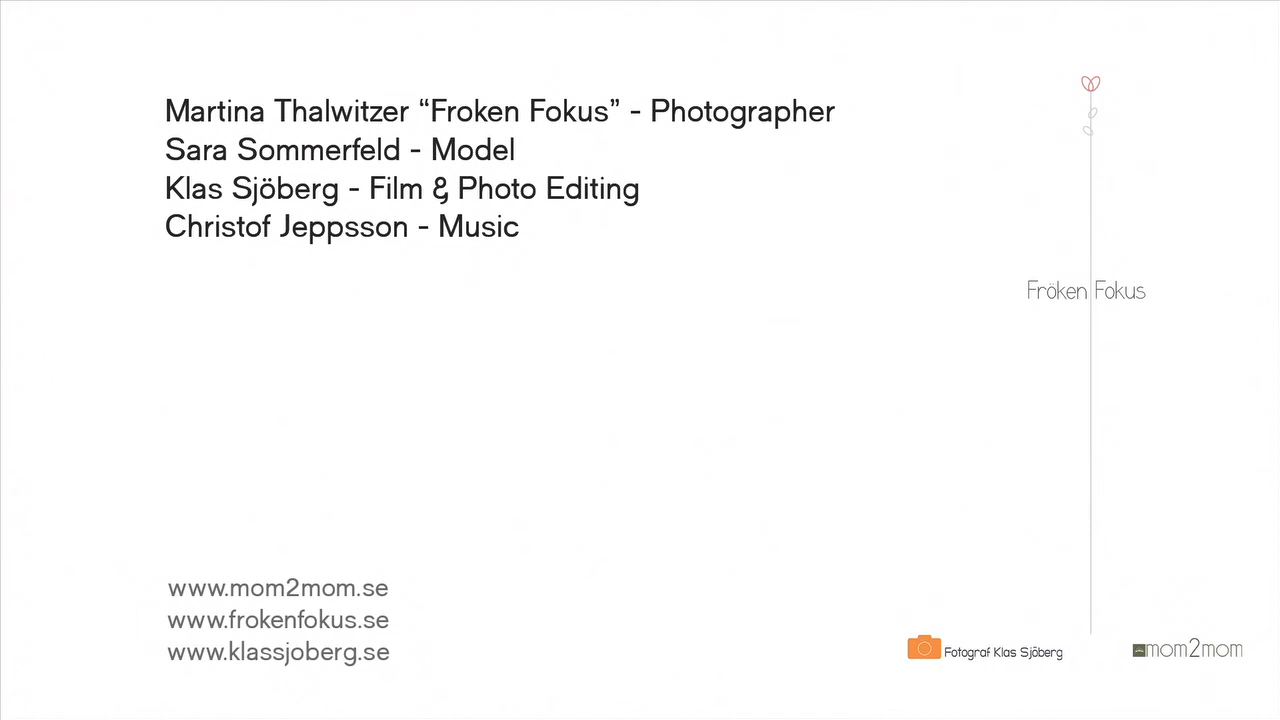 Martina Thalwitzer “Froken Fokus” - Photographer
Sara Sommerfeld - Model
Klas Sjöberg - Film & Photo Editing
Christof Jeppsson - Music
Fröken Fokus
www.mom2mom.se
www.frokenfokus.se
www.klassjoberg.se
Fotograf Klas Sjöberg
mom2mom